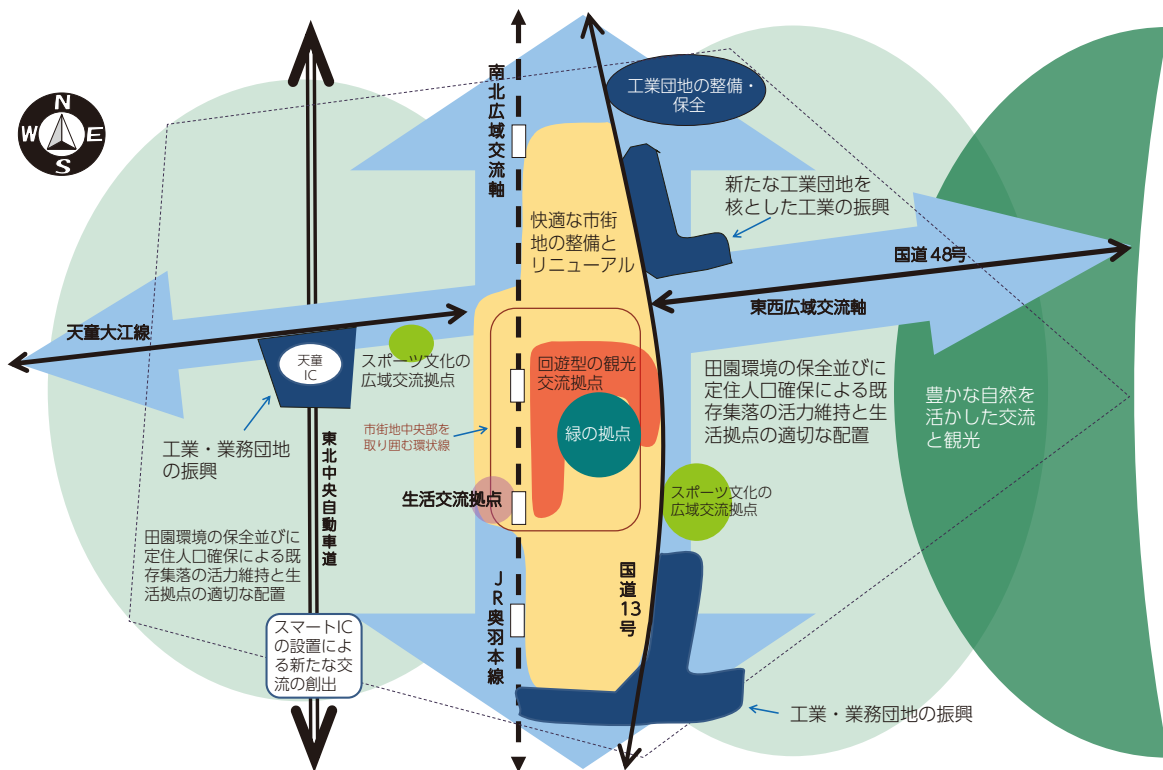 N
W E
S
南北広域交流軸
工業団地の整備・
保全
新たな工業団地を
核とした工業の振興
快適な市街
地の整備と
リニューアル
国道48号
東西広域交流軸
天童大江線
天童
IC
スポーツ文化の
広域交流拠点
回遊型の観光
交流拠点
田園環境の保全並びに
定住人口確保による既
存集落の活力維持と生
活拠点の適切な配置
豊かな自然を
活かした交流
と観光
市街地中央部を
取り囲む環状線
緑の拠点
工業・業務団地
の振興
東北中央自動車道
生活交流拠点
スポーツ文化の
広域交流拠点
田園環境の保全並びに
定住人口確保による既
存集落の活力維持と生
活拠点の適切な配置
JR奥羽本線
国道13号
スマートIC
の設置によ
る新たな交
流の創出
工業・業務団地の振興